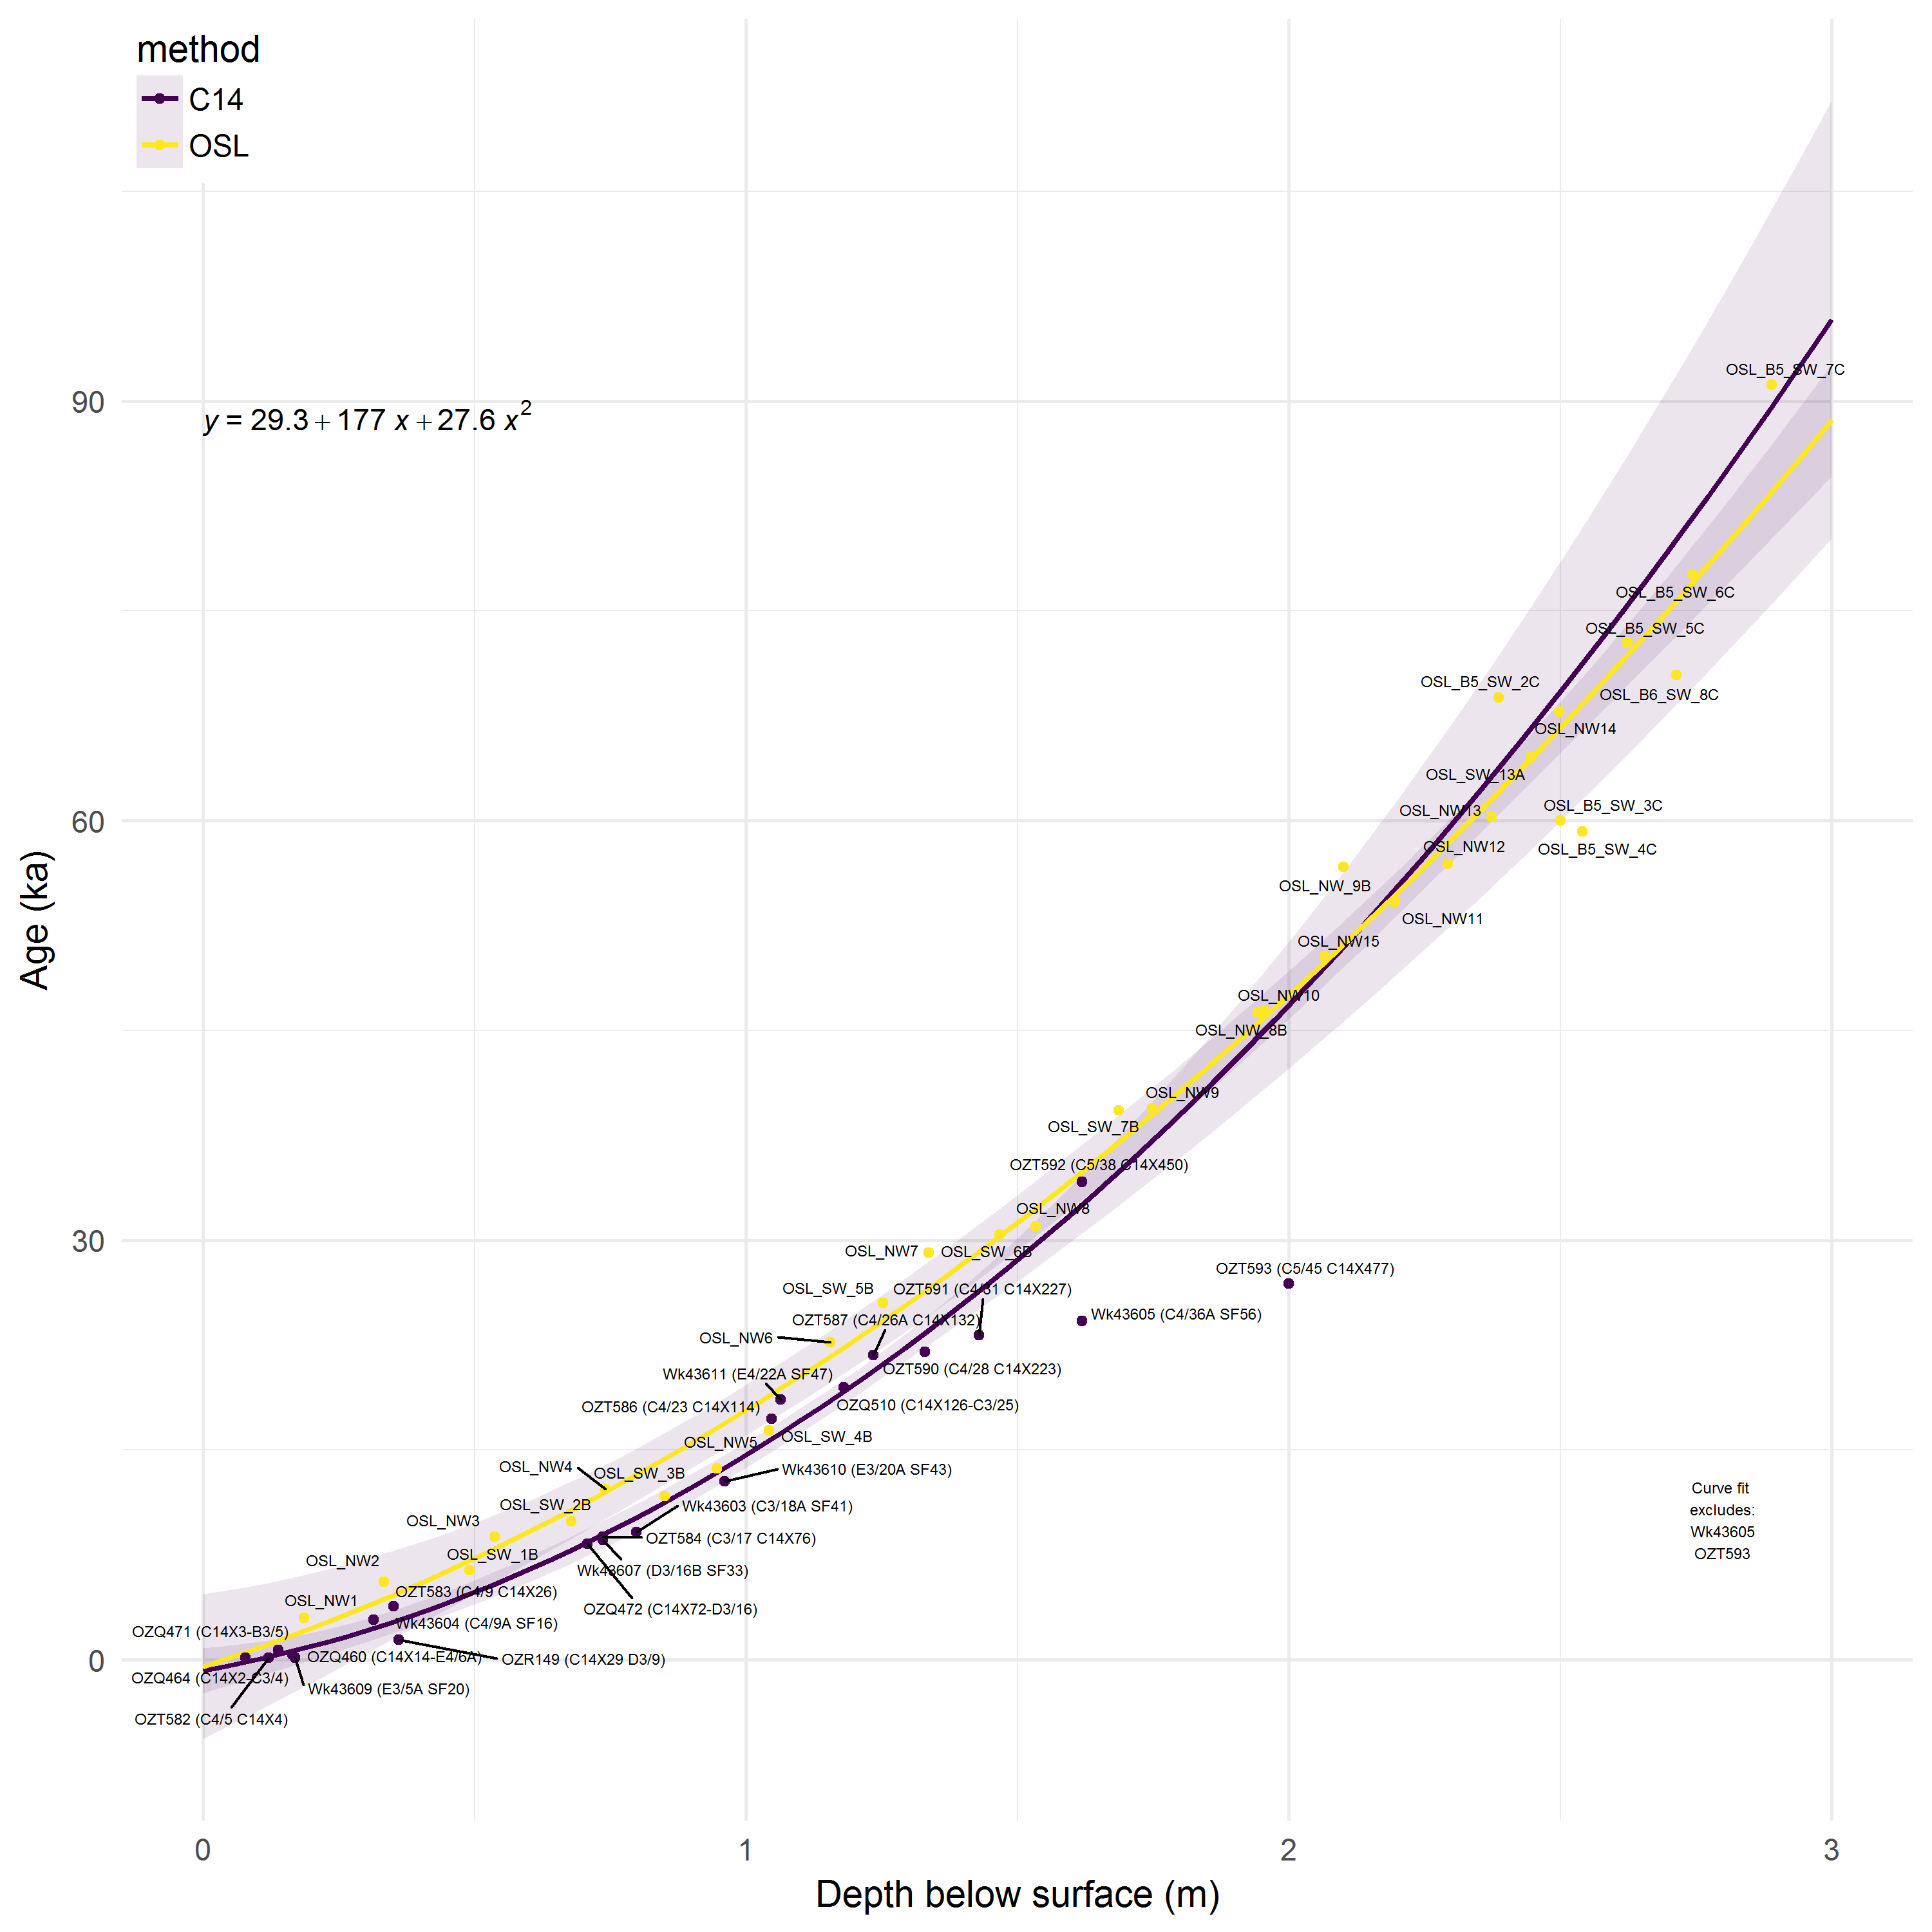 method
C14
OSL
y = 29.3 + 177 x + 27.6 x²
OSL_B5_SW_7C
90
OSL_B5_SW_6C
OSL_B5_SW_5C
OSL_B5_SW_2C
OSL_B6_SW_8C
OSL_NW14
OSL_SW_13A
OSL_B5_SW_3C
OSL_NW13
60
OSL_NW12
OSL_B5_SW_4C
OSL_NW_9B
OSL_NW11
OSL_NW15
OSL_NW10
OSL_NW_8B
OSL_NW9
OSL_SW_7B
OZT592 (C5/38 C14X450)
OSL_NW8
30
OSL_NW7
OSL_SW_6B
OZT593 (C5/45 C14X477)
OSL_SW_5B
OZT591 (C4/31 C14X227)
Wk43605 (C4/36A SF56)
OZT587 (C4/26A C14X132)
OSL_NW6
OZT590 (C4/28 C14X223)
Wk43611 (E4/22A SF47)
OZQ510 (C14X126-C3/25)
OZT586 (C4/23 C14X114)
OSL_SW_4B
OSL_NW5
OSL_NW4
Wk43610 (E3/20A SF43)
OSL_SW_3B
OSL_SW_2B
Wk43603 (C3/18A SF41)
OSL_NW3
OZT584 (C3/17 C14X76)
OSL_SW_1B
OSL_NW2
Wk43607 (D3/16B SF33)
OZT583 (C4/9 C14X26)
OSL_NW1
OZQ472 (C14X72-D3/16)
Wk43604 (C4/9A SF16)
OZQ471 (C14X3-B3/5)
OZQ460 (C14X14-E4/6A)
OZR149 (C14X29 D3/9)
0
OZQ464 (C14X2-C3/4)
Wk43609 (E3/5A SF20)
OZT582 (C4/5 C14X4)
Curve fit
excludes:
Wk43605
OZT593
Age (ka)
0 1 2 3
Depth below surface (m)